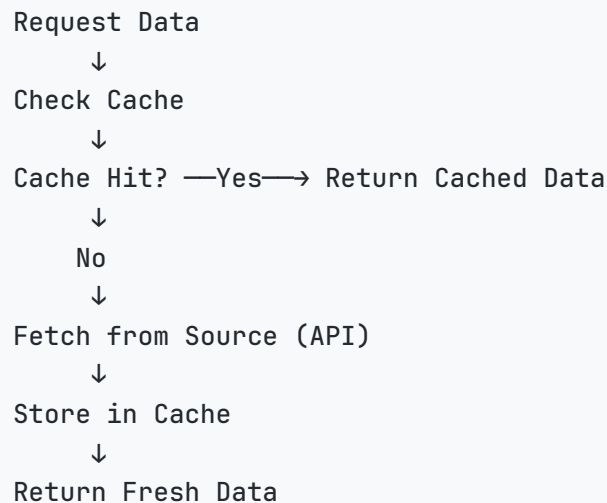 Request Data
↓
Check Cache
↓
Cache Hit? ──Yes──→ Return Cached Data
↓
No
↓
Fetch from Source (API)
↓
Store in Cache
↓
Return Fresh Data